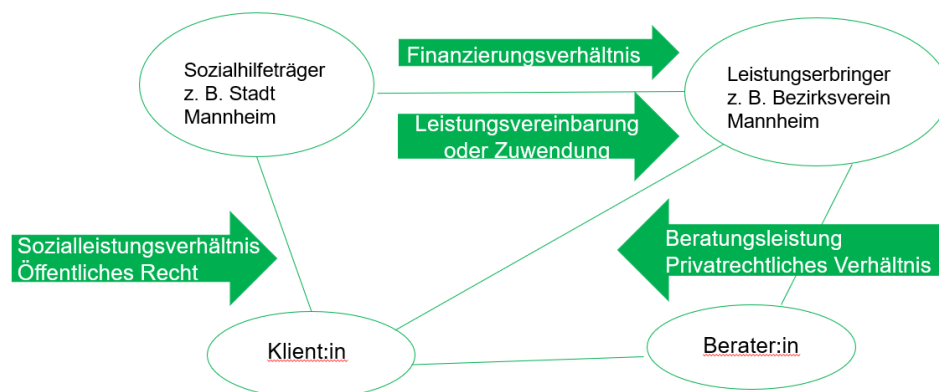 Sozialhilfeträger
z. B. Stadt
Mannheim
Finanzierungsverhältnis
Leistungserbringer
z. B. Bezirksverein
Mannheim
Leistungsvereinbarung
oder Zuwendung
Sozialleistungsverhältnis
Öffentliches Recht
Beratungsleistung
Privatrechtliches Verhältnis
Klient:in
Berater:in